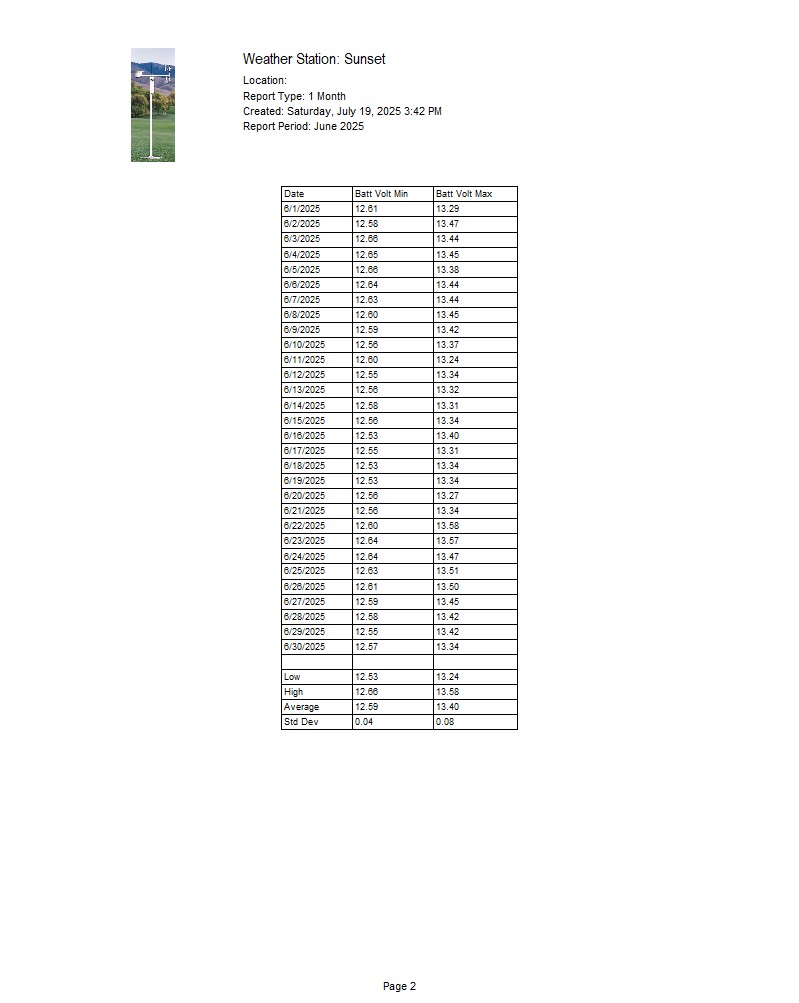 Weather Station: Sunset
Location:
Report Type: 1 Month
Created: Saturday, July 19, 2025 3:42 PM
Report Period: June 2025
Date Batt Volt Min Batt Volt Max
6/1/2025 12.61 13.29
6/2/2025 12.58 13.47
6/3/2025 12.66 13.44
6/4/2025 12.65 13.45
6/5/2025 12.66 13.38
6/6/2025 12.64 13.44
6/7/2025 12.63 13.44
6/8/2025 12.60 13.45
6/9/2025 12.59 13.42
6/10/2025 12.56 13.37
6/11/2025 12.60 13.24
6/12/2025 12.55 13.34
6/13/2025 12.56 13.32
6/14/2025 12.58 13.31
6/15/2025 12.56 13.34
6/16/2025 12.53 13.40
6/17/2025 12.55 13.31
6/18/2025 12.53 13.34
6/19/2025 12.53 13.34
6/20/2025 12.56 13.27
6/21/2025 12.56 13.34
6/22/2025 12.60 13.58
6/23/2025 12.64 13.57
6/24/2025 12.64 13.47
6/25/2025 12.63 13.51
6/26/2025 12.61 13.50
6/27/2025 12.59 13.45
6/28/2025 12.58 13.42
6/29/2025 12.55 13.42
6/30/2025 12.57 13.34
Low 12.53 13.24
High 12.66 13.58
Average 12.59 13.40
Std Dev 0.04 0.08
Page 2